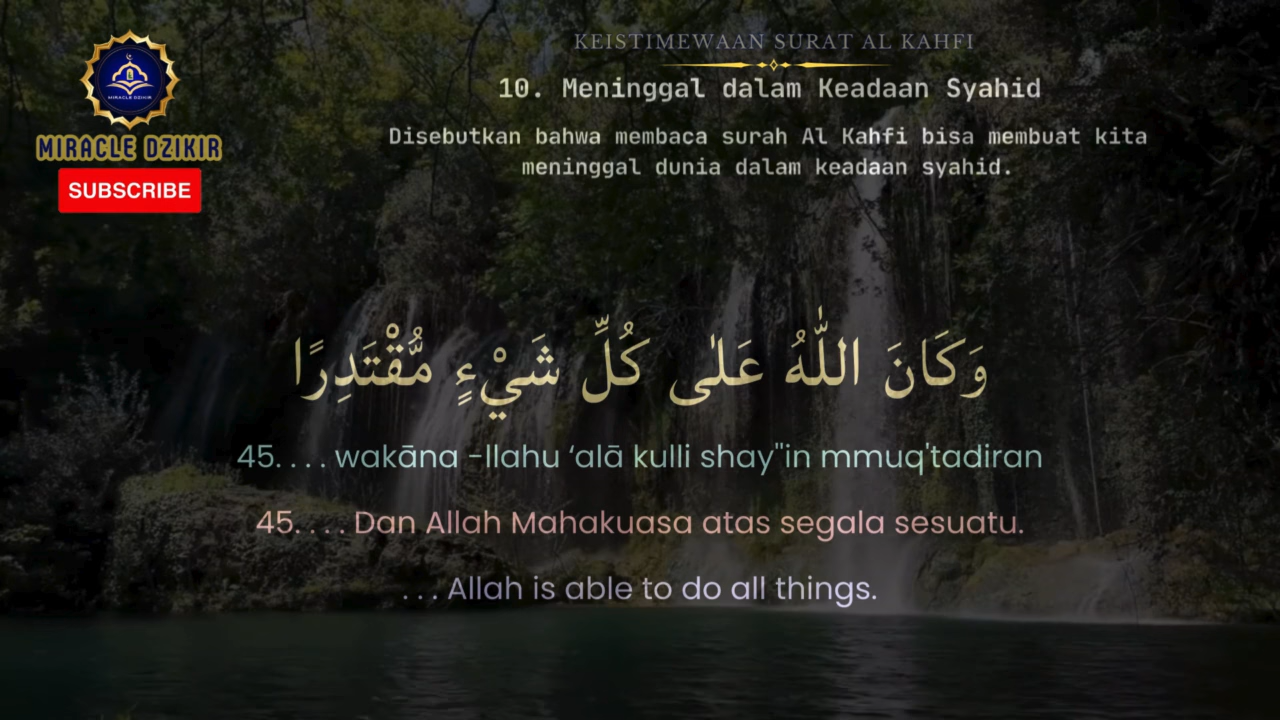 MIRACLE DZIKIR
MIRACLE DZIKIR
SUBSCRIBE
KEISTIMEWAAN SURAT AL KAHFI
10. Meninggal dalam Keadaan Syahid
Disebutkan bahwa membaca surah Al Kahfi bisa membuat kita
meninggal dunia dalam keadaan syahid.
وَكَانَ اللّٰهُ عَلٰى كُلِّ شَيْءٍ مُّقْتَدِرًا
45. . . . wakāna -llahu ‘alā kulli shay"in mmuq'tadiran
45. . . . Dan Allah Mahakuasa atas segala sesuatu.
. . . Allah is able to do all things.